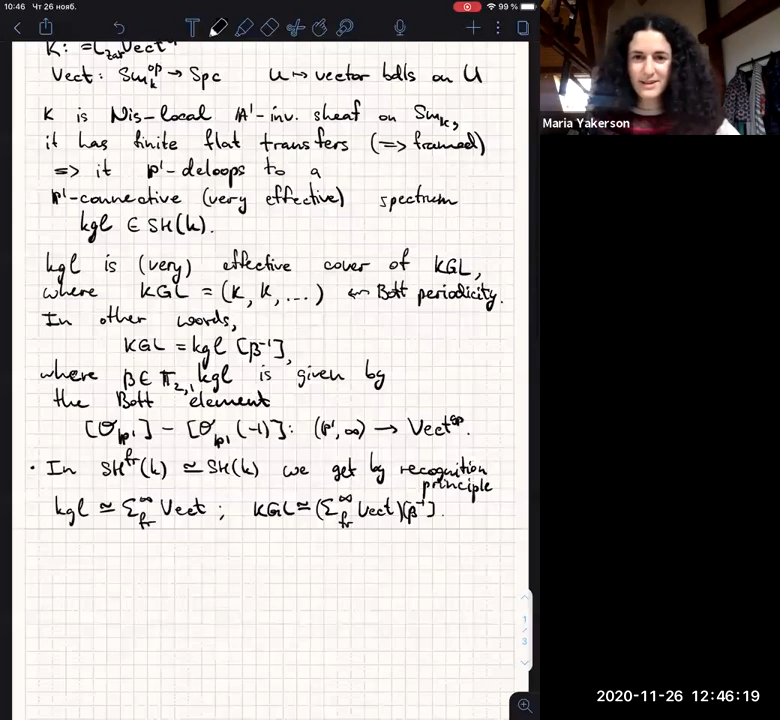 10:46 Чт 26 нояб.
99 %
K: = L_zar Vect^gp
Vect: Sm_k^op → Spc    U ↦ vector bdls on U
K is Nis-local A¹-inv. sheaf on Sm_k,
it has finite flat transfers (=> framed)
=> it P¹-deloops to a
P¹-connective (very effective) spectrum
kgl ∈ SH(k).
kgl is (very) effective cover of KGL,
where KGL = (K, K, ...) ← Bott periodicity.
In other words,
KGL = kgl [β⁻¹],
where β ∈ π_{2,1} kgl is given by
the Bott element
[O_{P¹}] - [O_{P¹}(-1)]: (P¹, ∞) → Vect^gp.
• In SH^fr(k) ≃ SH(k) we get by recognition
principle
kgl ≃ Σ^∞_fr Vect ;    KGL ≃ (Σ^∞_fr Vect)[β⁻¹].
Maria Yakerson
1
/
3
2020-11-26 12:46:19